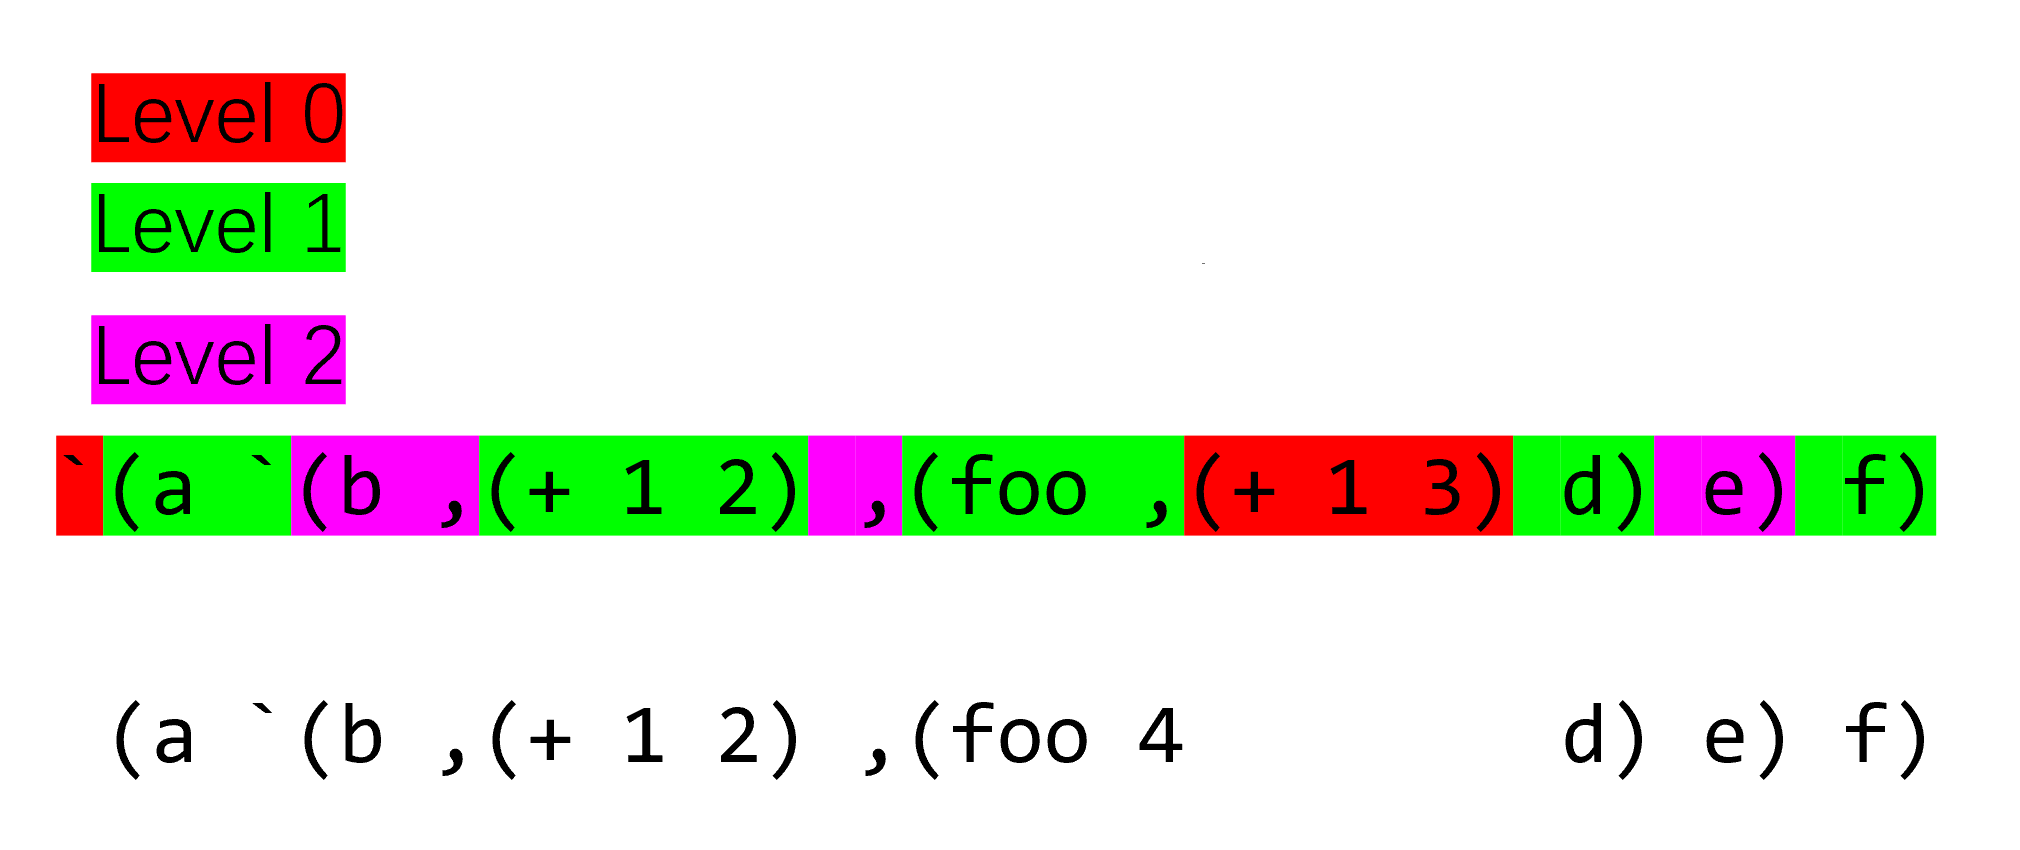 Level 0
Level 1
Level 2
`(a `(b ,(+ 1 2) ,(foo ,(+ 1 3) d) e) f)
(a `(b ,(+ 1 2) ,(foo 4 d) e) f)